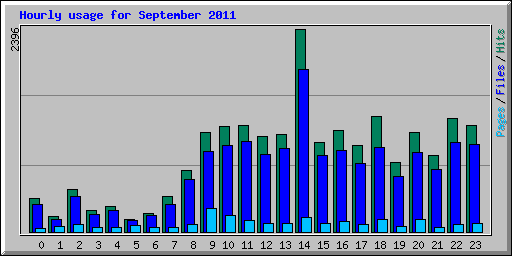 Hourly usage for September 2011
2396
Pages/Files/Hits
0 1 2 3 4 5 6 7 8 9 10 11 12 13 14 15 16 17 18 19 20 21 22 23